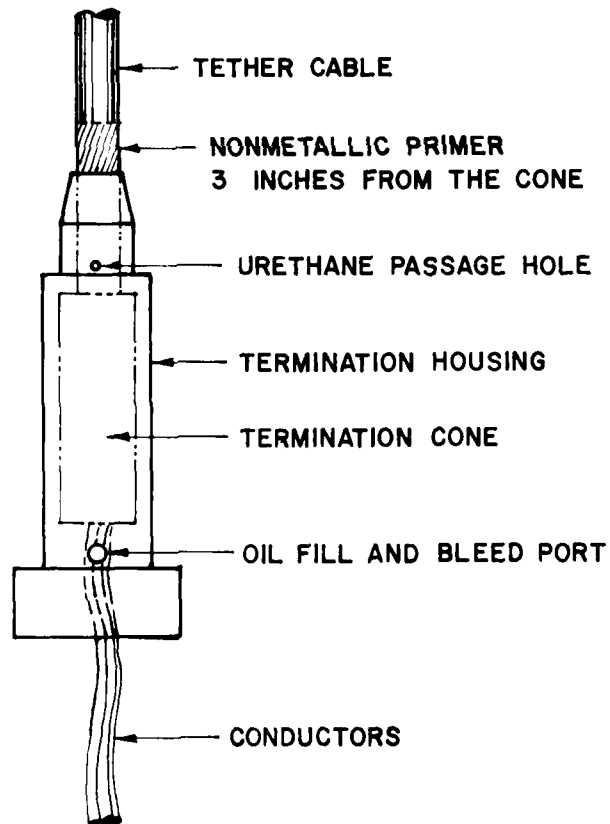 TETHER CABLE
NONMETALLIC PRIMER
3 INCHES FROM THE CONE
URETHANE PASSAGE HOLE
TERMINATION HOUSING
TERMINATION CONE
OIL FILL AND BLEED PORT
CONDUCTORS